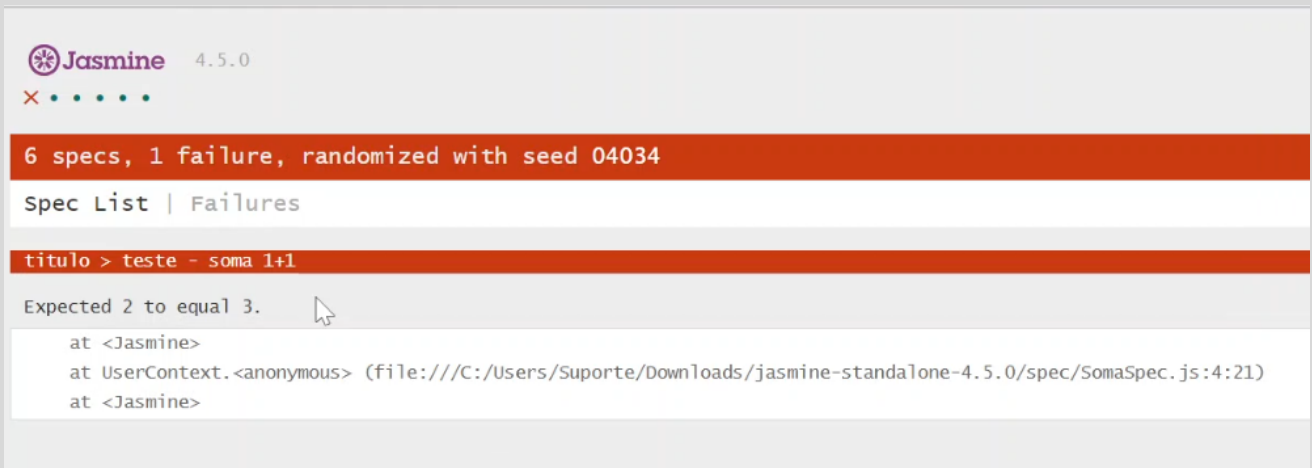 Jasmine 4.5.0
× • • • • •
6 specs, 1 failure, randomized with seed 04034
Spec List | Failures
titulo > teste - soma 1+1
Expected 2 to equal 3.
at <Jasmine>
at UserContext.<anonymous> (file:///C:/Users/Suporte/Downloads/jasmine-standalone-4.5.0/spec/SomaSpec.js:4:21)
at <Jasmine>